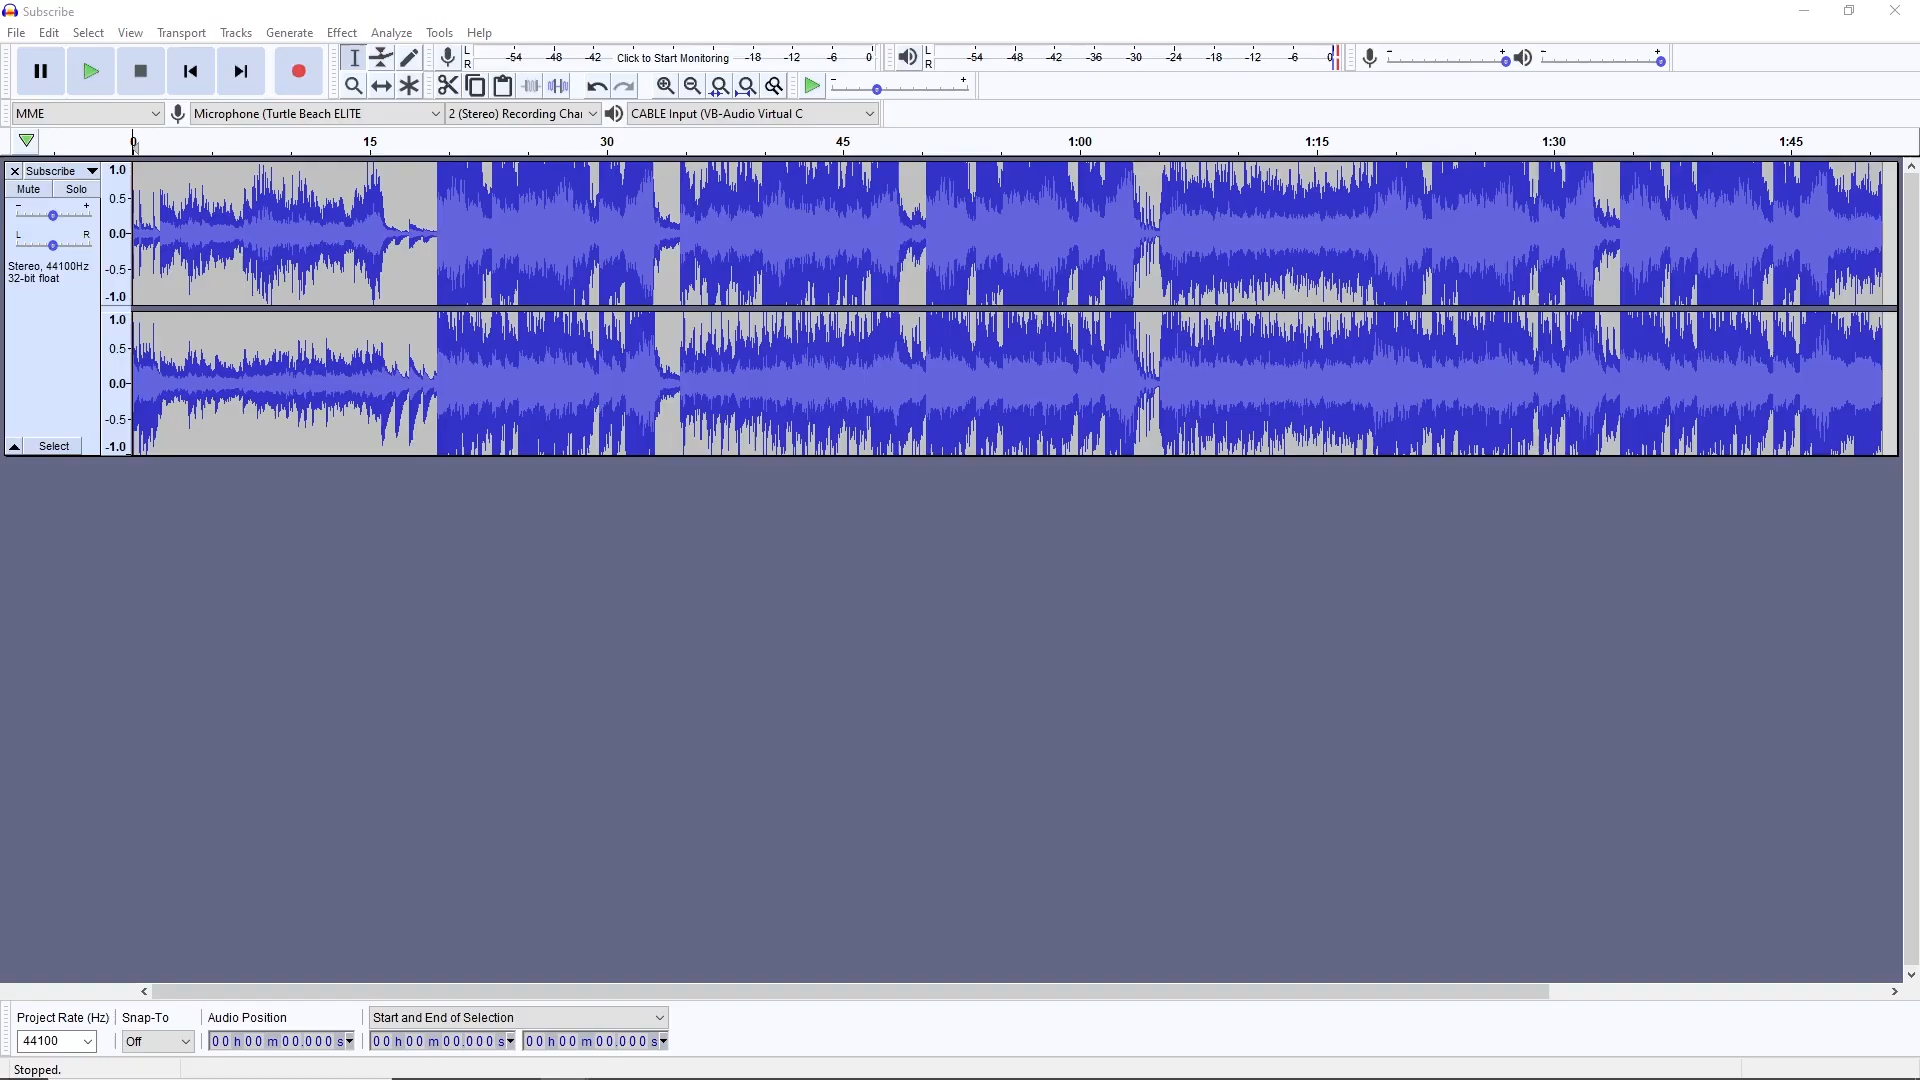 Subscribe
File Edit Select View Transport Tracks Generate Effect Analyze Tools Help
L
R
-54 -48 -42 Click to Start Monitoring -18 -12 -6 0
L
R
-54 -48 -42 -36 -30 -24 -18 -12 -6 0
- +
- +
- +
MME
Microphone (Turtle Beach ELITE
2 (Stereo) Recording Chai
CABLE Input (VB-Audio Virtual C
0 15 30 45 1:00 1:15 1:30 1:45
Subscribe
Mute Solo
- +
L R
Stereo, 44100Hz
32-bit float
Select
1.0
0.5
0.0
-0.5
-1.0
1.0
0.5
0.0
-0.5
-1.0
Project Rate (Hz) Snap-To Audio Position Start and End of Selection
44100 Off 00 h 00 m 00.000 s 00 h 00 m 00.000 s 00 h 00 m 00.000 s
Stopped.